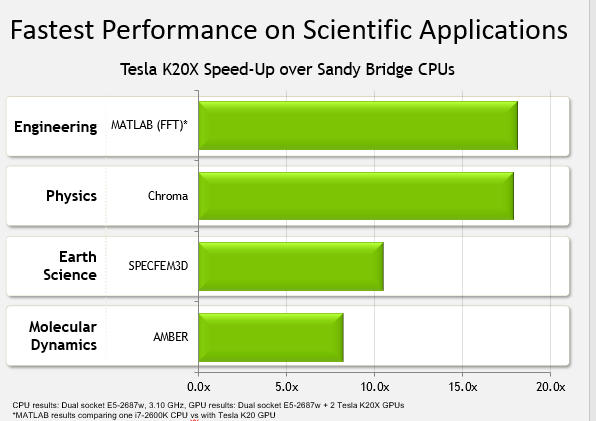 Fastest Performance on Scientific Applications
Tesla K20X Speed-Up over Sandy Bridge CPUs
Engineering MATLAB (FFT)*
Physics Chroma
Earth
Science SPECFEM3D
Molecular
Dynamics AMBER
0.0x 5.0x 10.0x 15.0x 20.0x
CPU results: Dual socket E5-2687w, 3.10 GHz, GPU results: Dual socket E5-2687w + 2 Tesla K20X GPUs
*MATLAB results comparing one i7-2600K CPU vs with Tesla K20 GPU